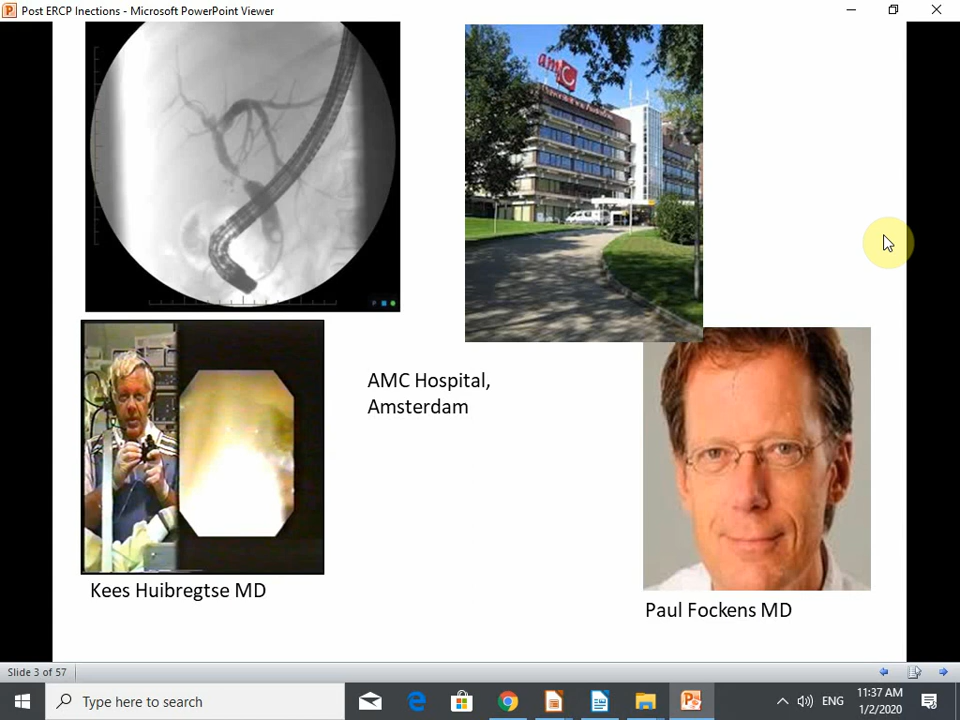 Post ERCP Inections - Microsoft PowerPoint Viewer
amc
AMC Hospital,
Amsterdam
Kees Huibregtse MD
Paul Fockens MD
Slide 3 of 57
Type here to search
ENG
11:37 AM
1/2/2020